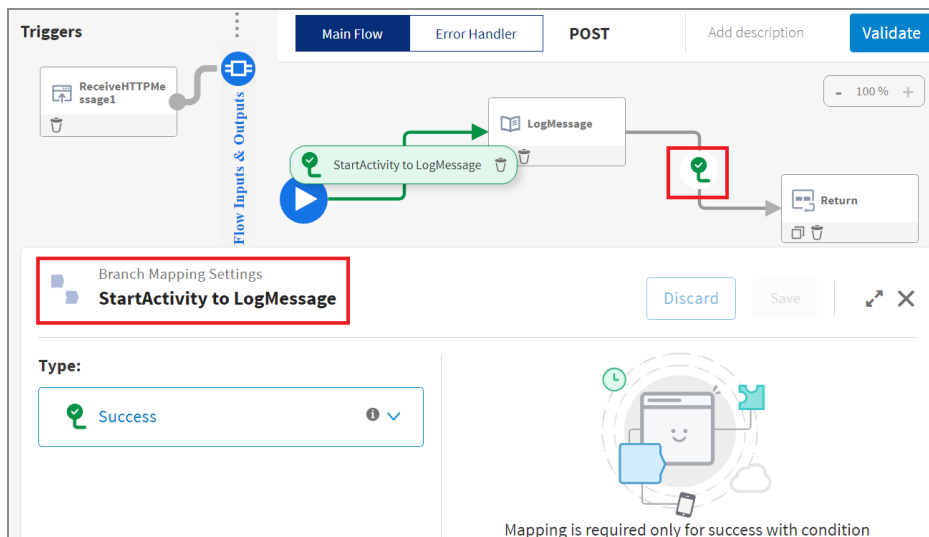 Triggers
Main Flow
Error Handler
POST
Add description
Validate
ReceiveHTTPMe
ssage1
Flow Inputs & Outputs
- 100 % +
LogMessage
StartActivity to LogMessage
Return
Branch Mapping Settings
StartActivity to LogMessage
Discard
Save
Type:
Success
Mapping is required only for success with condition